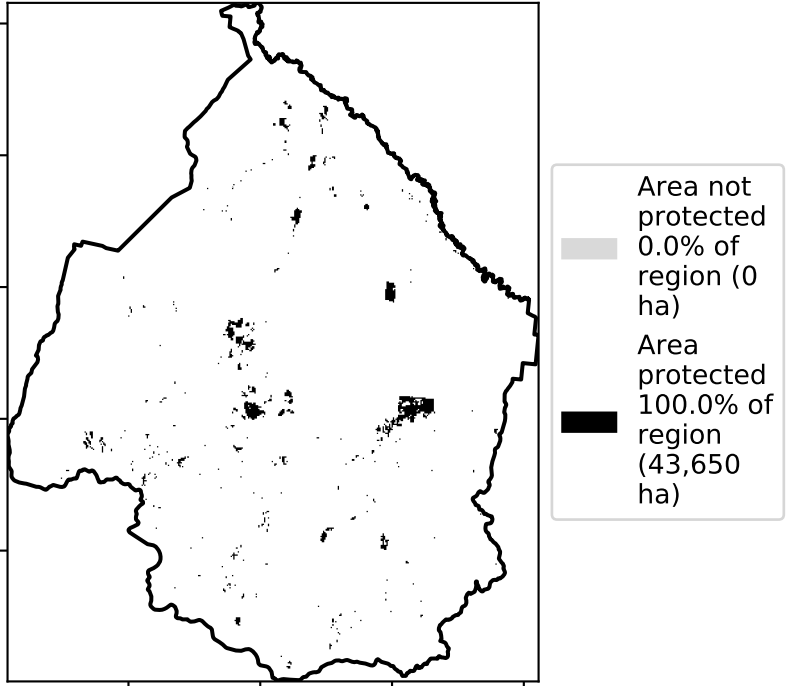 Area not
protected
0.0% of
region (0
ha)
Area
protected
100.0% of
region
(43,650
ha)